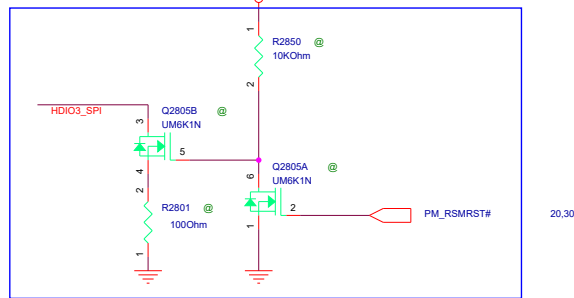 1
R2850 @
10KOhm
2
HDIO3_SPI
Q2805B @
UM6K1N
3
5
4
Q2805A @
UM6K1N
6
2
1
PM_RSMRST# 20,30
2
R2801 @
100Ohm
1